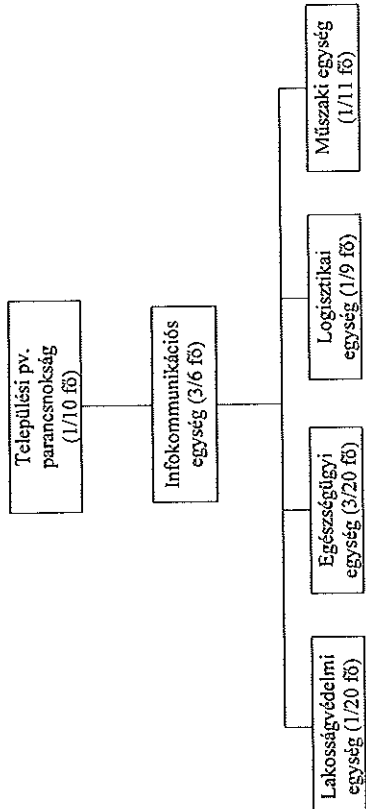 Települési pv.
parancsnokság
(1/10 fő)
Infokommunikációs
egység (3/6 fő)
Lakosságvédelmi
egység (1/20 fő)
Egészségügyi
egység (3/20 fő)
Logisztikai
egység (1/9 fő)
Műszaki egység
(1/11 fő)